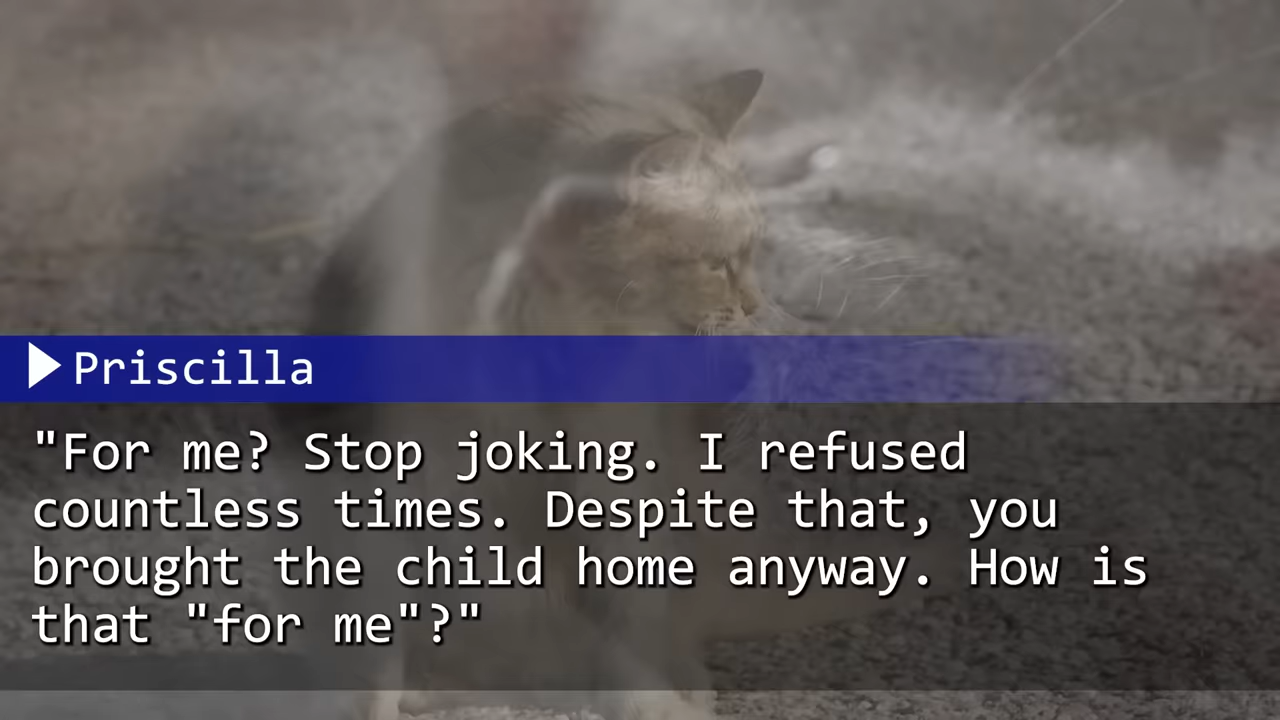 Priscilla
"For me? Stop joking. I refused
countless times. Despite that, you
brought the child home anyway. How is
that "for me"?"